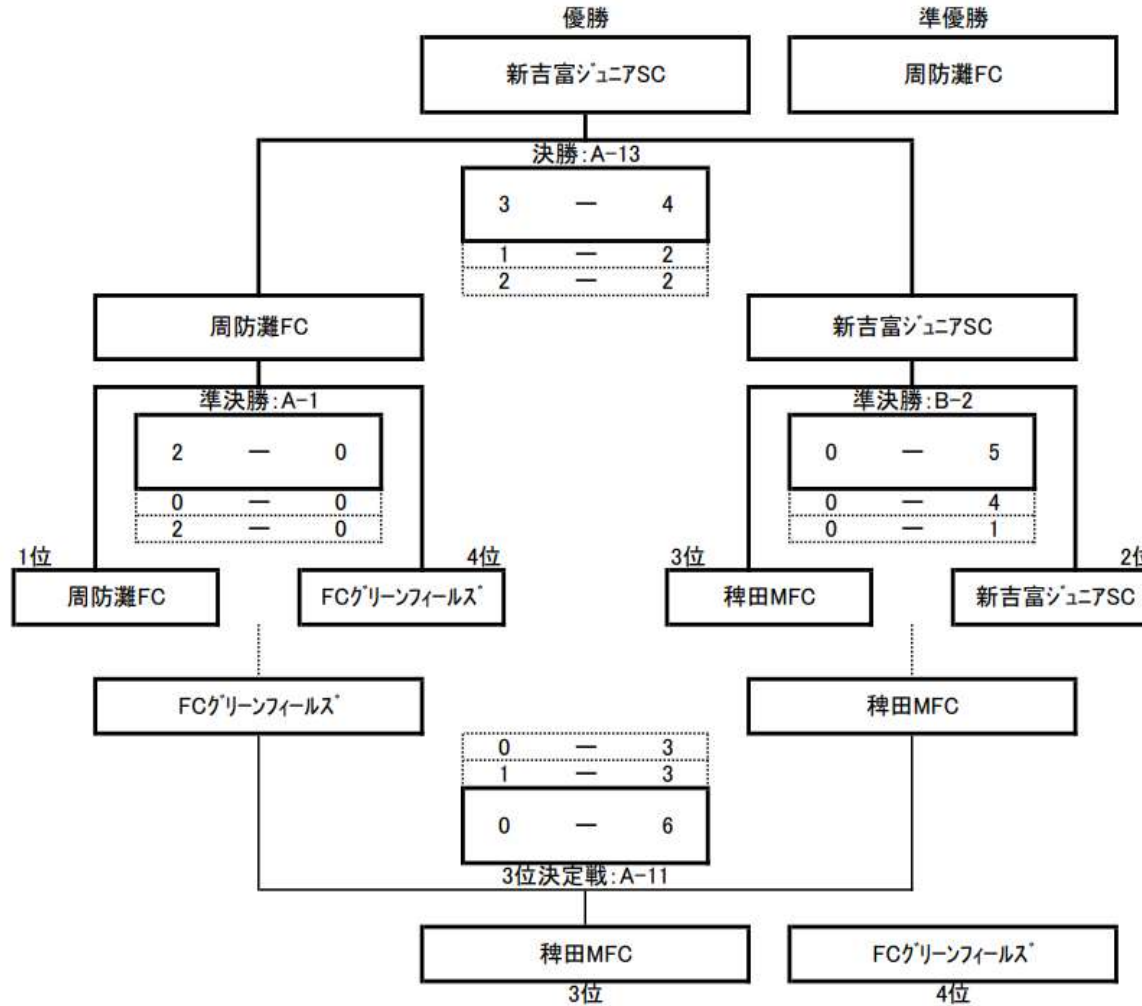 優勝 準優勝
新吉富ｼﾞｭﾆｱSC 周防灘FC
決勝:A-13
3 － 4
1 － 2
2 － 2
周防灘FC 新吉富ｼﾞｭﾆｱSC
準決勝:A-1 準決勝:B-2
2 － 0 0 － 5
0 － 0 0 － 4
2 － 0 0 － 1
1位 4位 3位 2位
周防灘FC FCｸﾞﾘｰﾝﾌｨｰﾙｽﾞ 稗田MFC 新吉富ｼﾞｭﾆｱSC
FCｸﾞﾘｰﾝﾌｨｰﾙｽﾞ 稗田MFC
0 － 3
1 － 3
0 － 6
3位決定戦:A-11
稗田MFC FCｸﾞﾘｰﾝﾌｨｰﾙｽﾞ
3位 4位